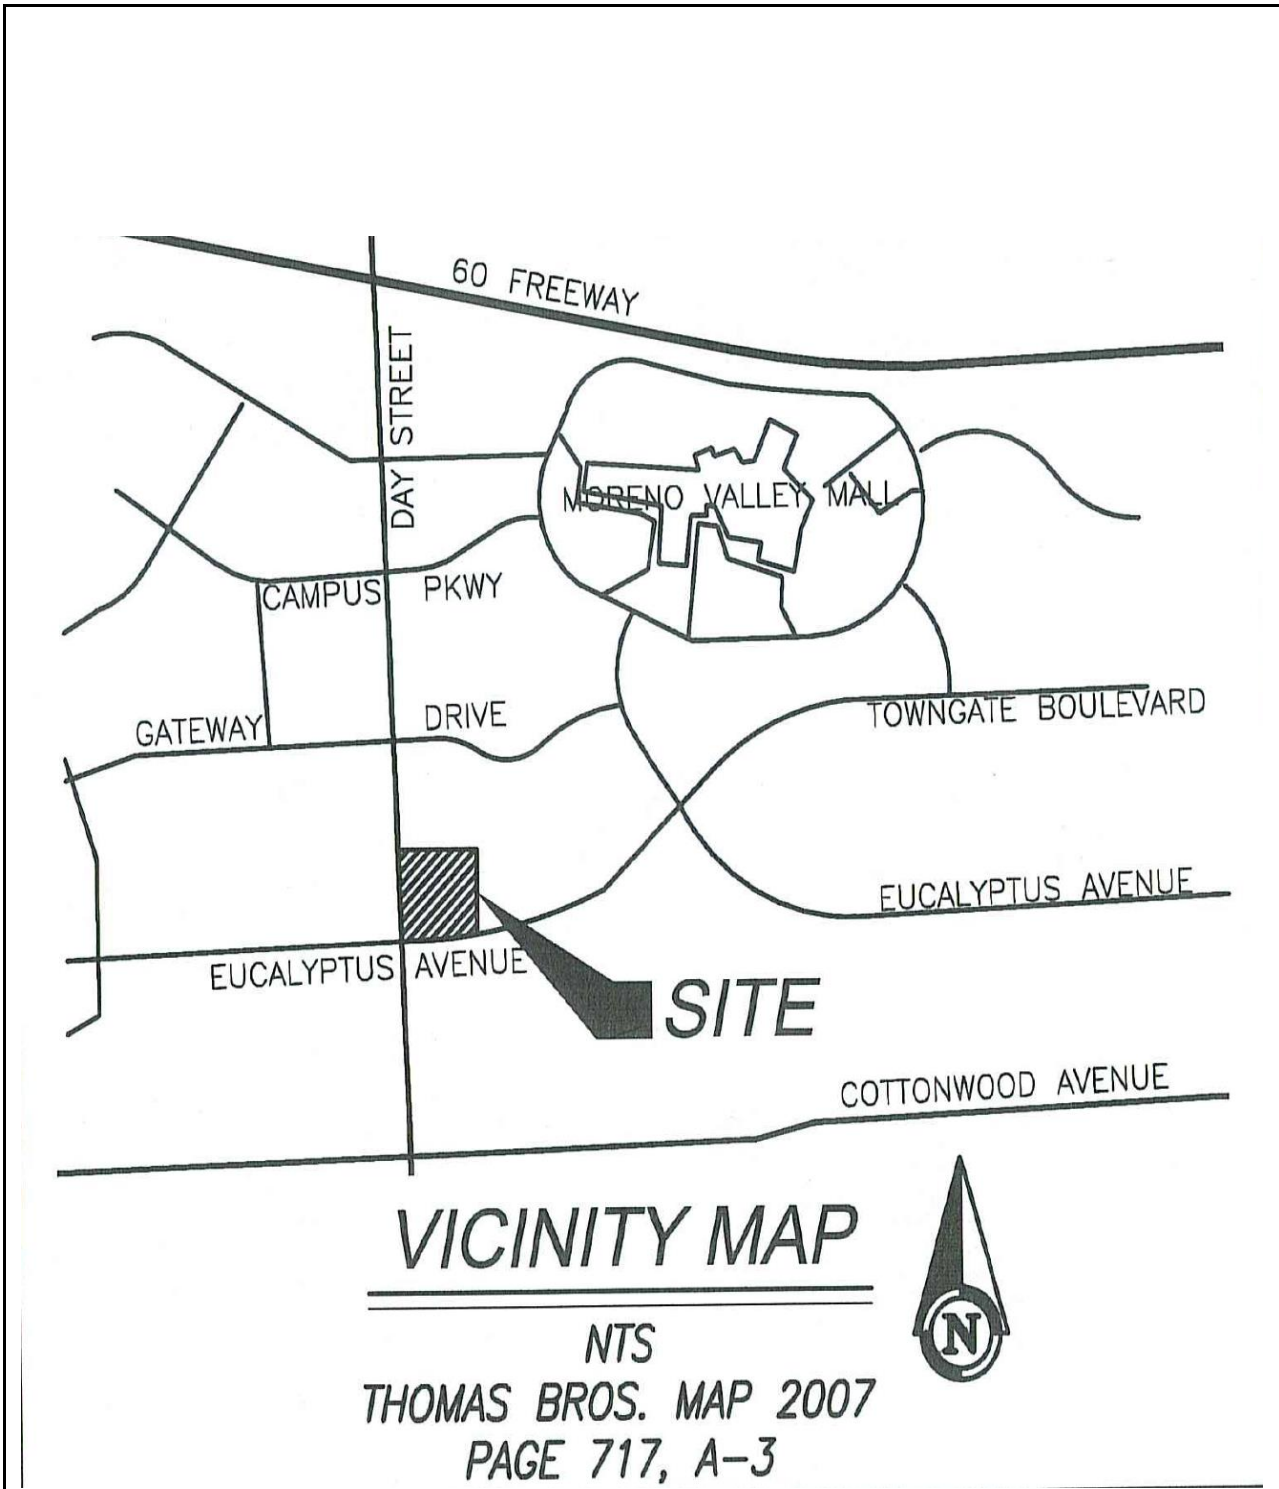 60 FREEWAY
DAY STREET
MORENO VALLEY MALL
CAMPUS PKWY
GATEWAY DRIVE
TOWNGATE BOULEVARD
EUCALYPTUS AVENUE
EUCALYPTUS AVENUE
SITE
COTTONWOOD AVENUE
VICINITY MAP
N
NTS
THOMAS BROS. MAP 2007
PAGE 717, A-3